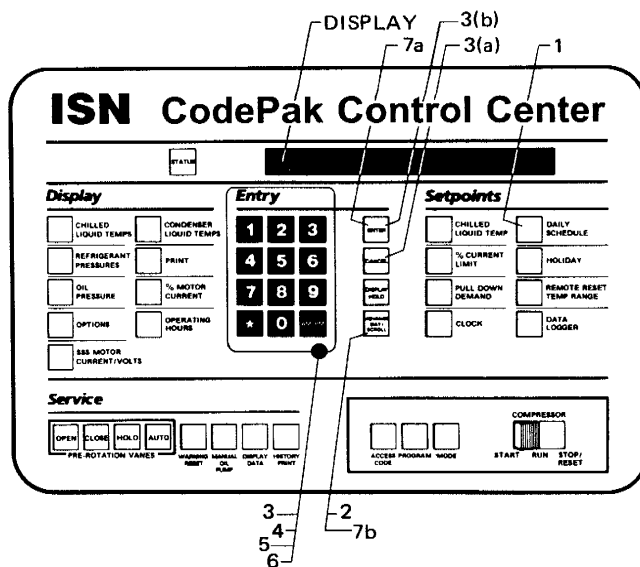 DISPLAY
3(b)
7a
3(a)
1
ISN CodePak Control Center
STATUS
Display
Entry
Setpoints
CHILLED LIQUID TEMPS
CONDENSER LIQUID TEMPS
REFRIGERANT PRESSURES
PRINT
OIL PRESSURE
% MOTOR CURRENT
OPTIONS
OPERATING HOURS
SSS MOTOR CURRENT/VOLTS
1 2 3
4 5 6
7 8 9
* 0
ENTER
CANCEL
DISPLAY HOLD
ADVANCE DAY/ SCROLL
CHILLED LIQUID TEMP
DAILY SCHEDULE
% CURRENT LIMIT
HOLIDAY
PULL DOWN DEMAND
REMOTE RESET TEMP RANGE
CLOCK
DATA LOGGER
Service
OPEN CLOSE HOLD AUTO
PRE-ROTATION VANES
WARNING RESET
MANUAL OIL PUMP
DISPLAY DATA
HISTORY PRINT
ACCESS CODE
PROGRAM
*MODE
COMPRESSOR
START RUN STOP/ RESET
3
4
5
6
2
7b